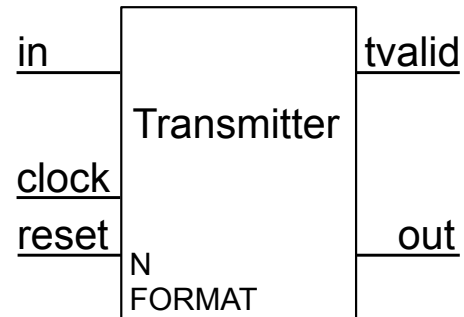 in
tvalid
Transmitter
clock
reset
out
N
FORMAT